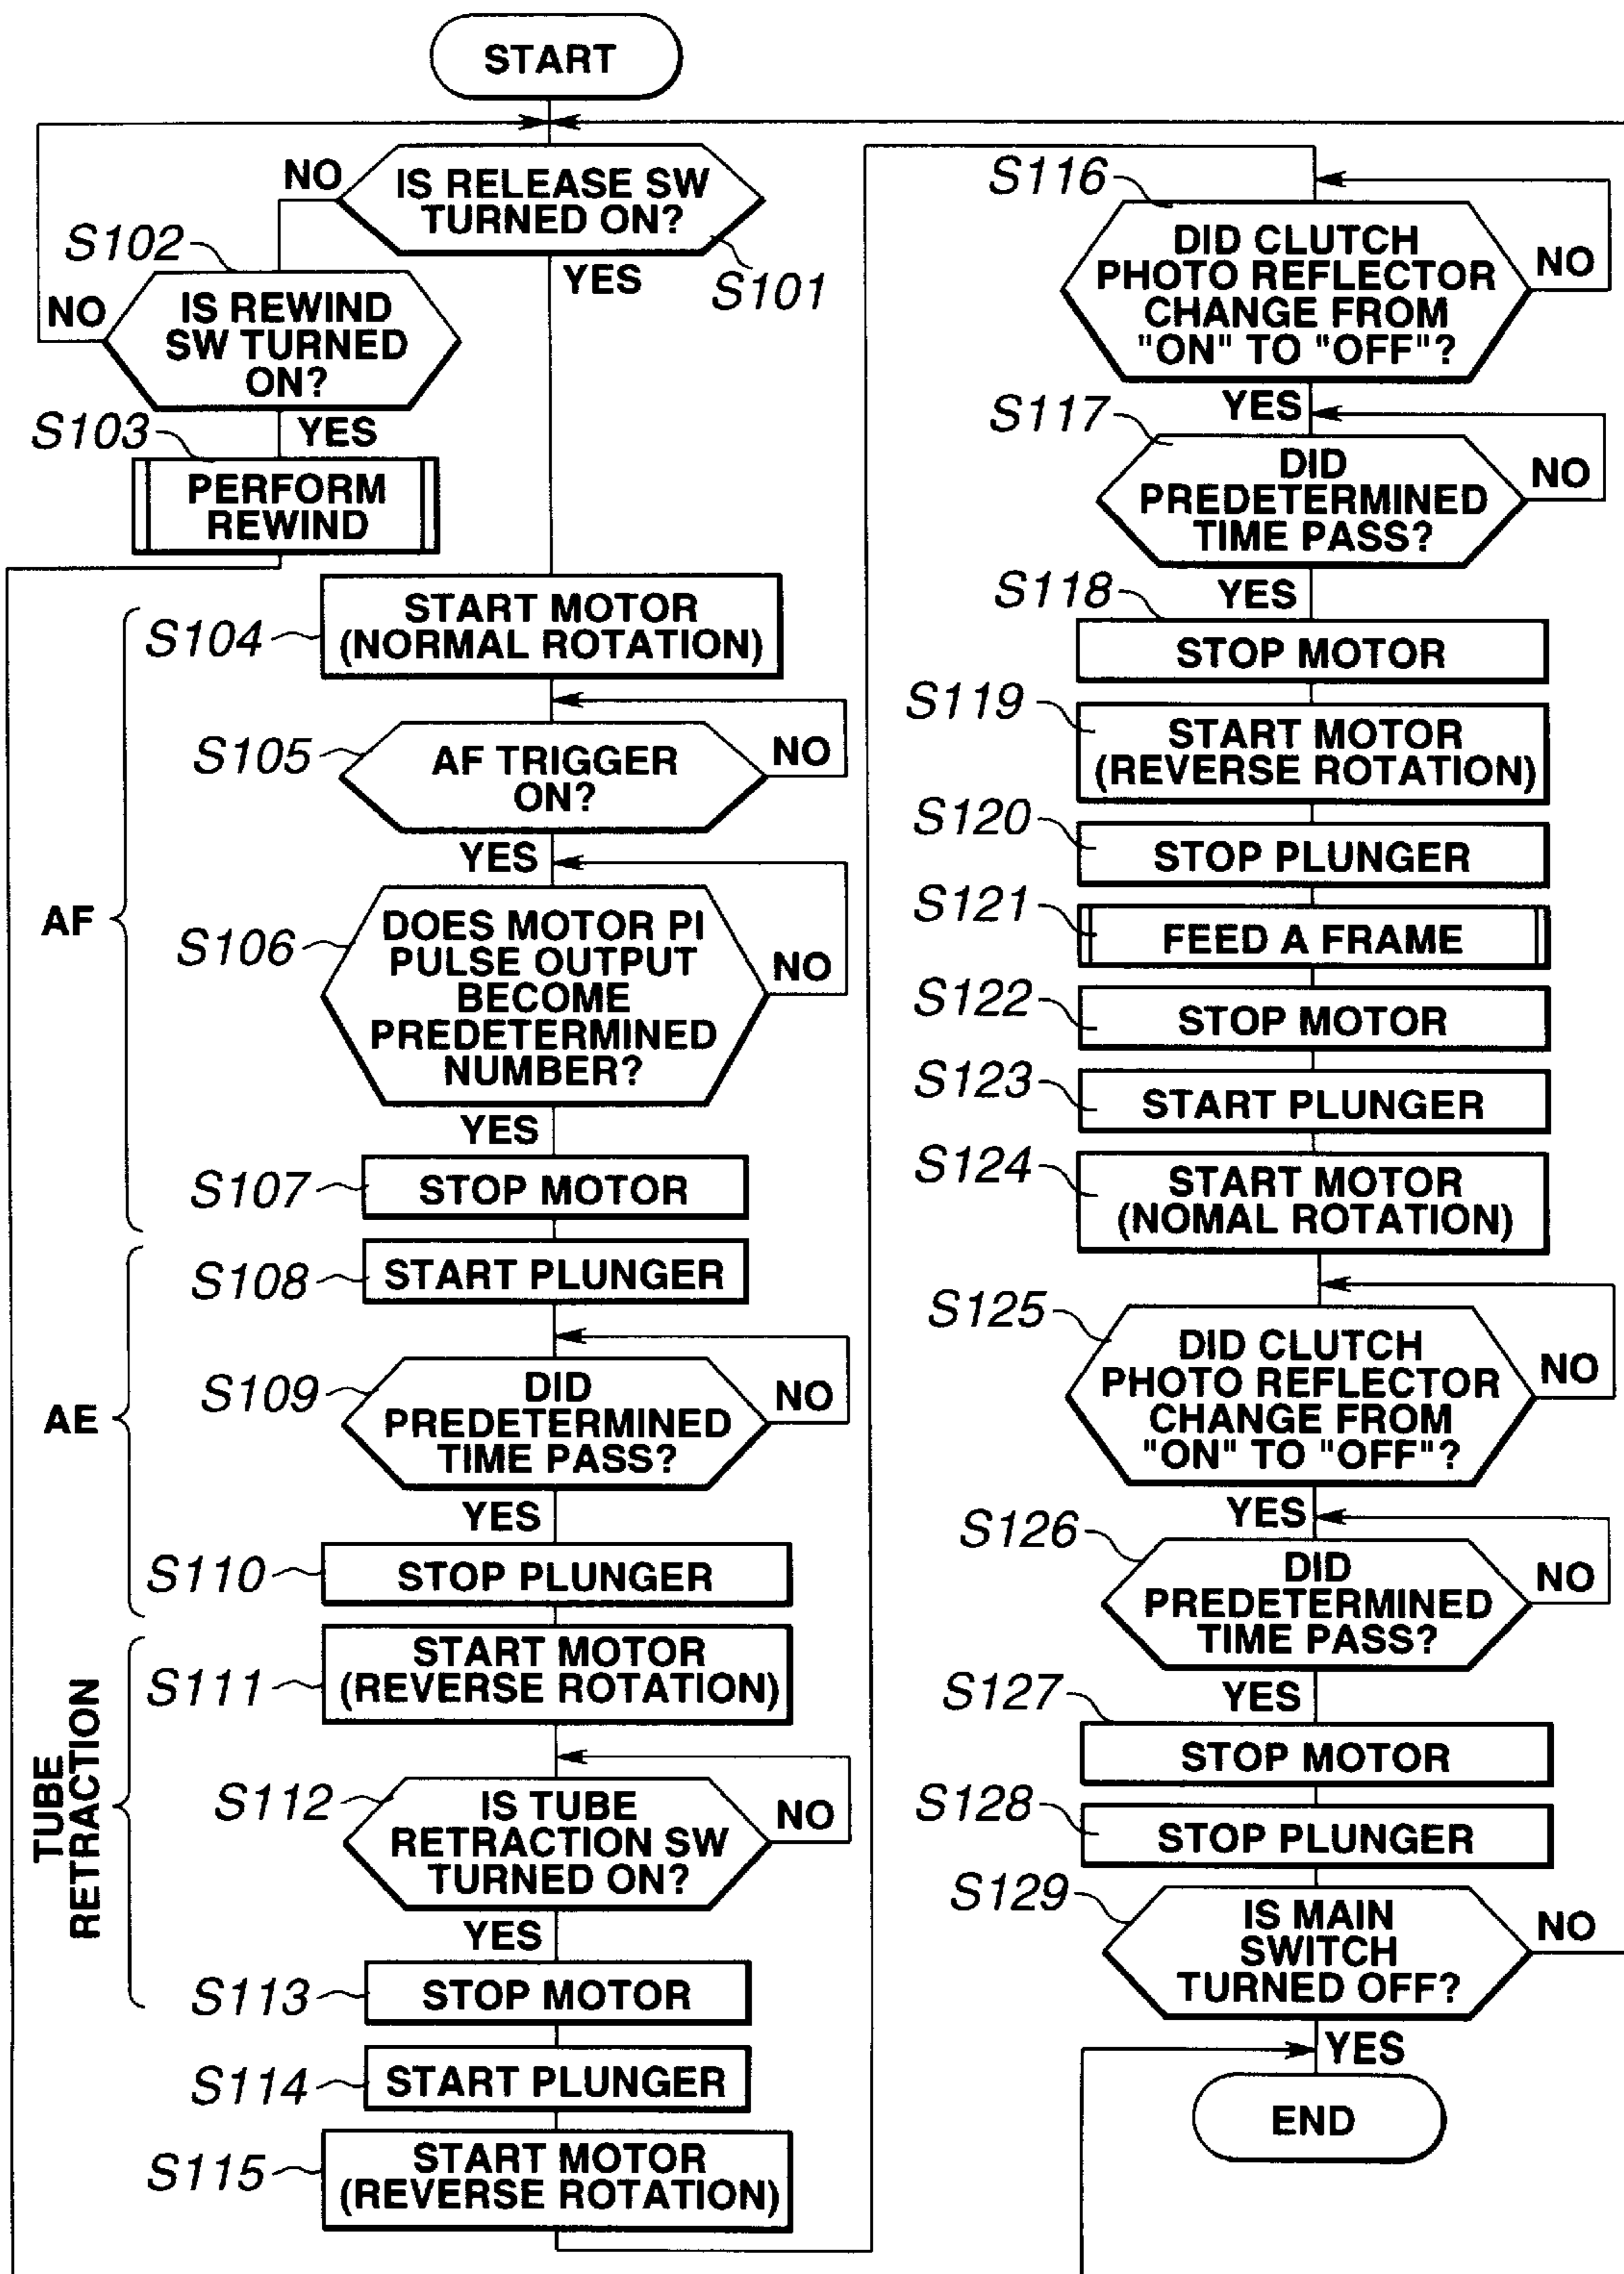 START
NO
IS RELEASE SW
TURNED ON?
S101
YES
S102
NO
IS REWIND
SW TURNED
ON?
YES
S103
PERFORM
REWIND
AF
S104
START MOTOR
(NORMAL ROTATION)
S105
AF TRIGGER
ON?
NO
YES
S106
DOES MOTOR PI
PULSE OUTPUT
BECOME
PREDETERMINED
NUMBER?
NO
YES
S107
STOP MOTOR
AE
S108
START PLUNGER
S109
DID
PREDETERMINED
TIME PASS?
NO
YES
S110
STOP PLUNGER
TUBE
RETRACTION
S111
START MOTOR
(REVERSE ROTATION)
S112
IS TUBE
RETRACTION SW
TURNED ON?
NO
YES
S113
STOP MOTOR
S114
START PLUNGER
S115
START MOTOR
(REVERSE ROTATION)
S116
DID CLUTCH
PHOTO REFLECTOR
CHANGE FROM
"ON" TO "OFF"?
NO
YES
S117
DID
PREDETERMINED
TIME PASS?
NO
YES
S118
STOP MOTOR
S119
START MOTOR
(REVERSE ROTATION)
S120
STOP PLUNGER
S121
FEED A FRAME
S122
STOP MOTOR
S123
START PLUNGER
S124
START MOTOR
(NOMAL ROTATION)
S125
DID CLUTCH
PHOTO REFLECTOR
CHANGE FROM
"ON" TO "OFF"?
NO
YES
S126
DID
PREDETERMINED
TIME PASS?
NO
YES
S127
STOP MOTOR
S128
STOP PLUNGER
S129
IS MAIN
SWITCH
TURNED OFF?
NO
YES
END